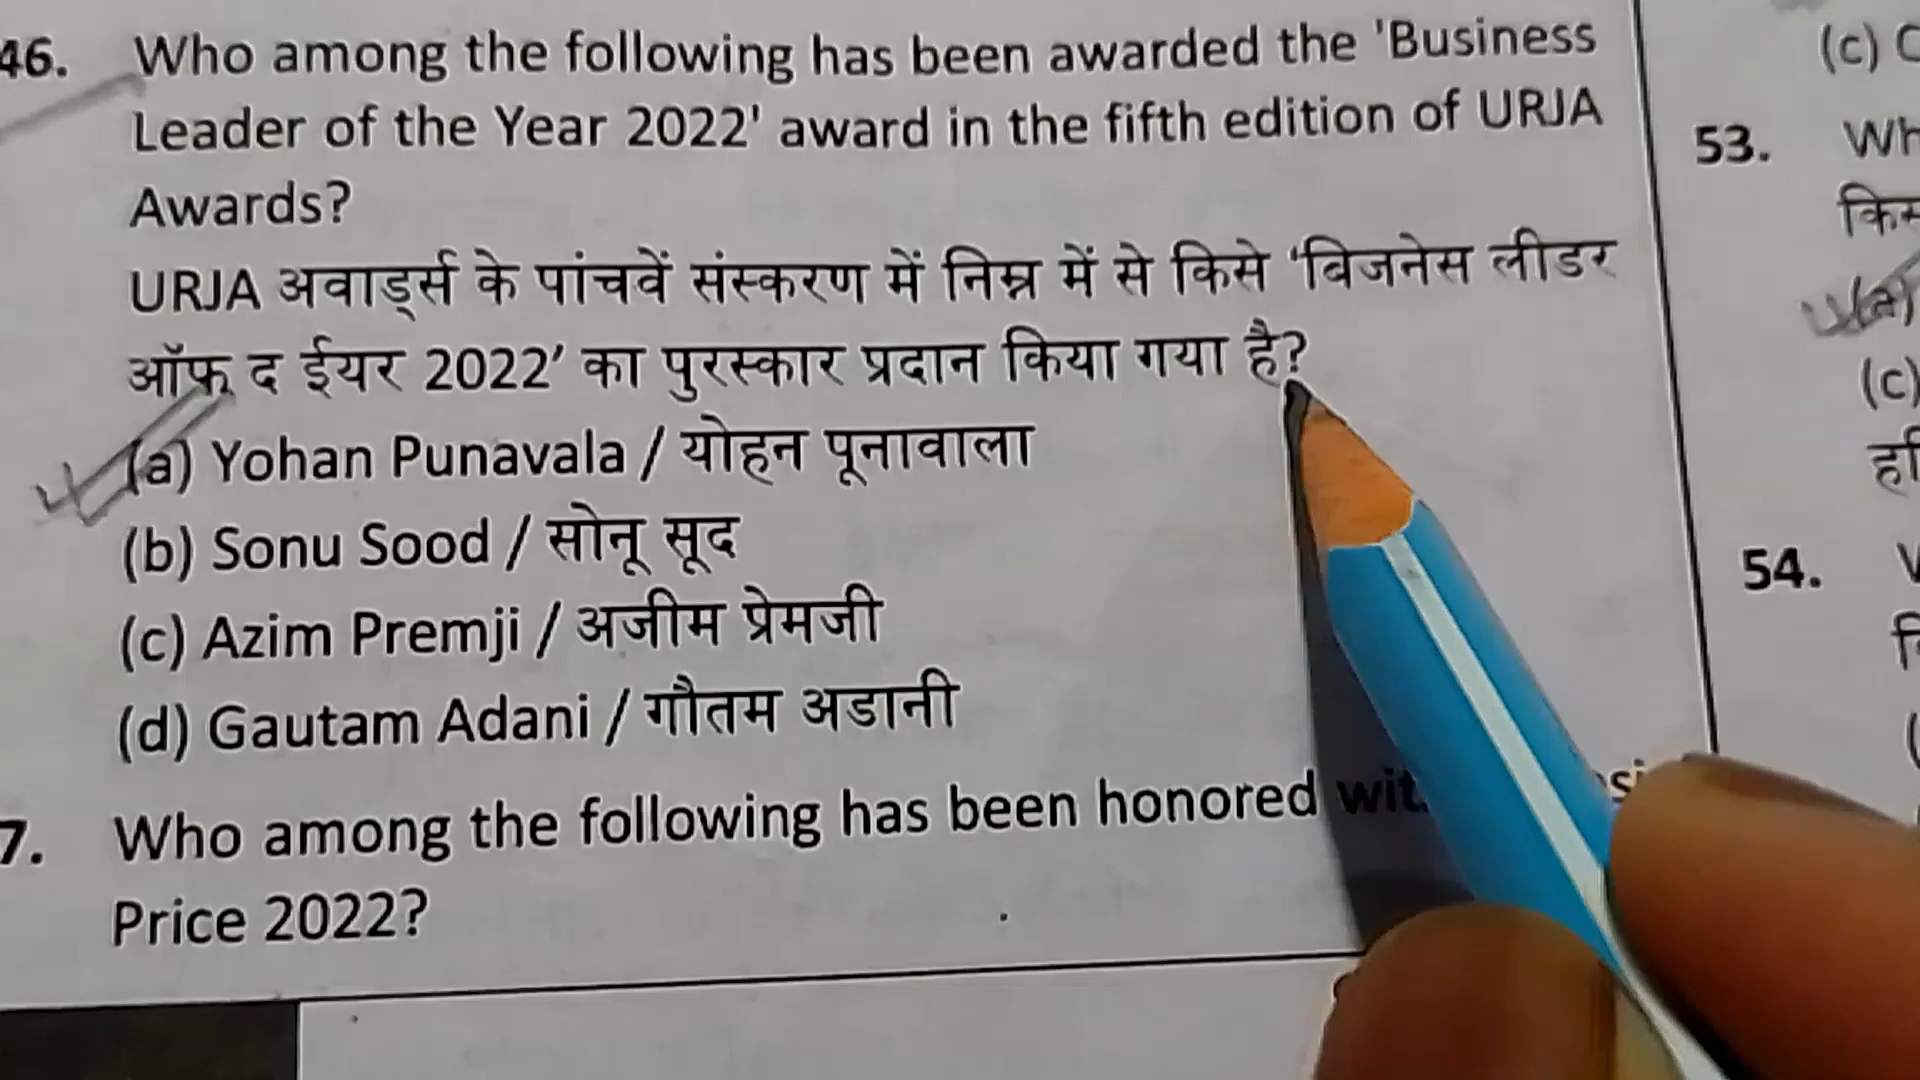 46. Who among the following has been awarded the 'Business
Leader of the Year 2022' award in the fifth edition of URJA
Awards?
URJA अवार्ड्स के पांचवें संस्करण में निम्न में से किसे 'बिजनेस लीडर
ऑफ द ईयर 2022' का पुरस्कार प्रदान किया गया है?
(a) Yohan Punavala / योहन पूनावाला
(b) Sonu Sood / सोनू सूद
(c) Azim Premji / अजीम प्रेमजी
(d) Gautam Adani / गौतम अडानी
7. Who among the following has been honored
Price 2022?
(c)
53.
(a)
(c)
54.